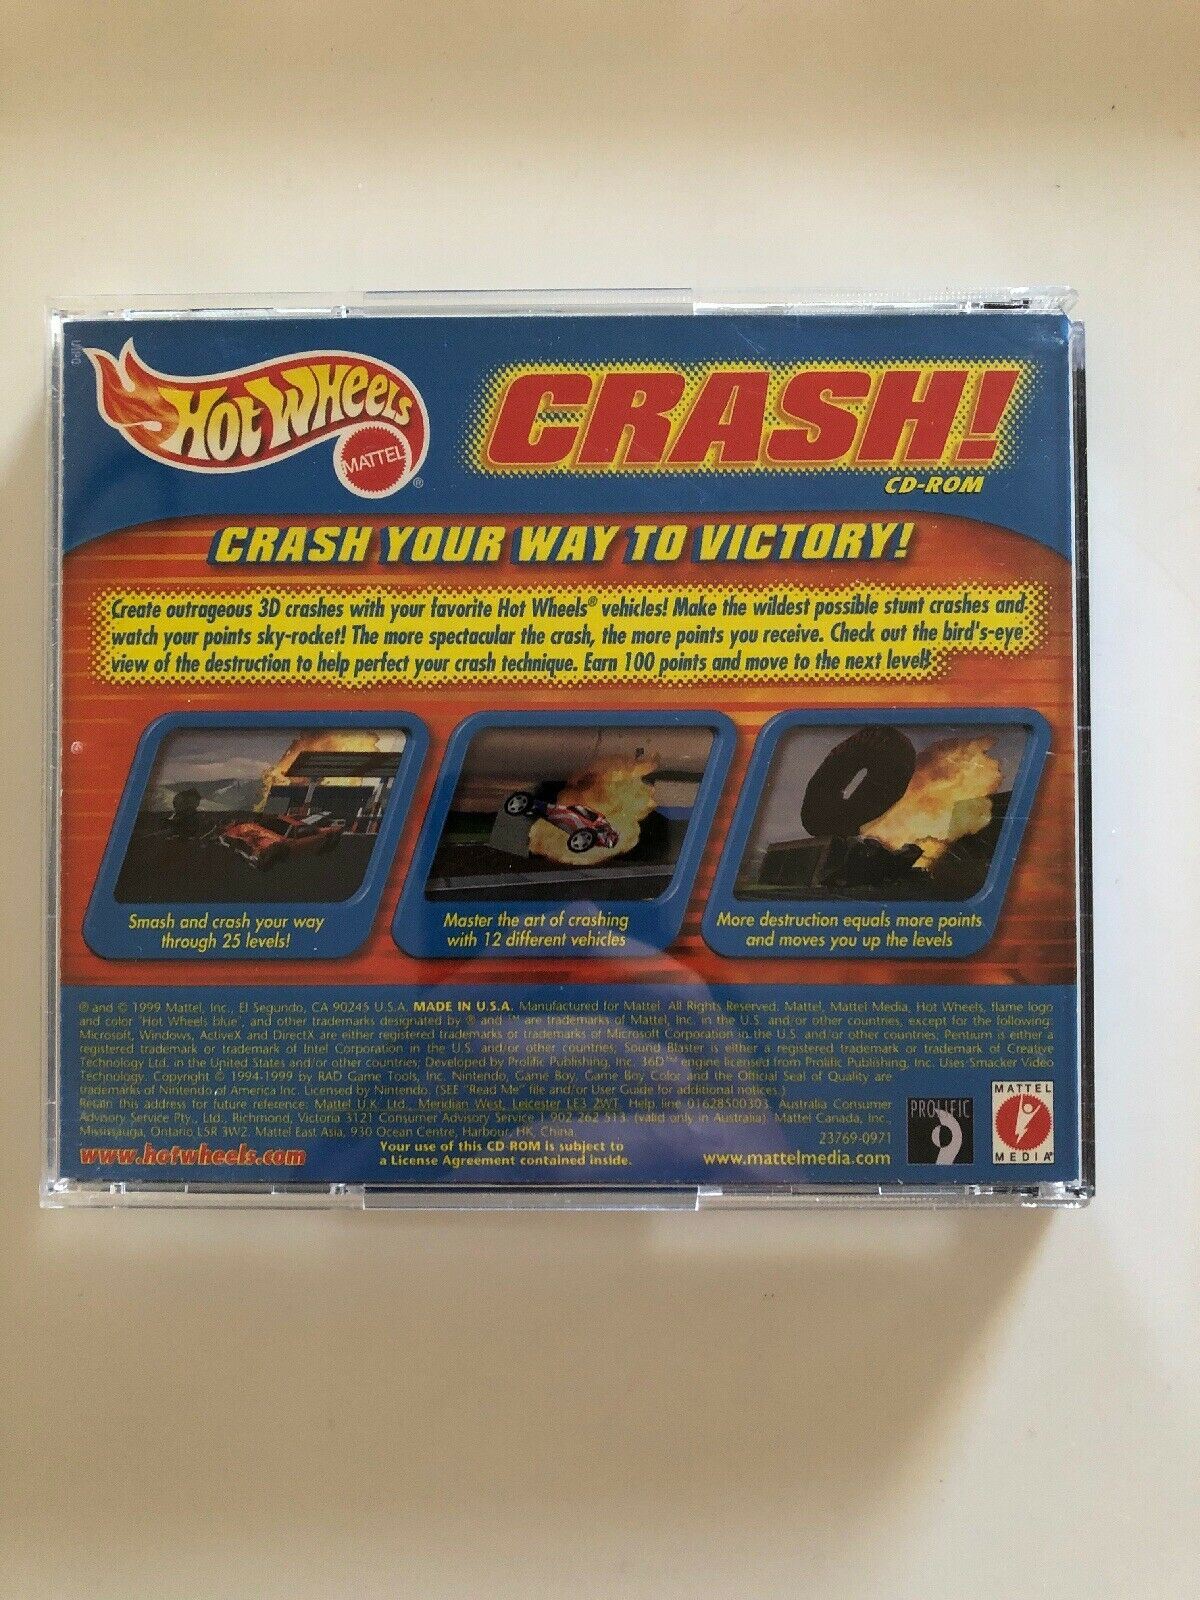 Hot Wheels
MATTEL
®
CRASH!
CD-ROM
CRASH YOUR WAY TO VICTORY!
Create outrageous 3D crashes with your favorite Hot Wheels® vehicles! Make the wildest possible stunt crashes and
watch your points sky-rocket! The more spectacular the crash, the more points you receive. Check out the bird's-eye
view of the destruction to help perfect your crash technique. Earn 100 points and move to the next level!
Smash and crash your way
through 25 levels!
Master the art of crashing
with 12 different vehicles
More destruction equals more points
and moves you up the levels
® and © 1999 Mattel, Inc., El Segundo, CA 90245 U.S.A. MADE IN U.S.A. Manufactured for Mattel. All Rights Reserved. Mattel, Mattel Media, Hot Wheels, flame logo
and color "Hot Wheels blue", and other trademarks designated by ® and ™ are trademarks of Mattel, Inc. in the U.S. and/or other countries, except for the following:
Microsoft, Windows, ActiveX and DirectX are either registered trademarks or trademarks of Microsoft Corporation in the U.S. and/or other countries; Pentium is either a
registered trademark or trademark of Intel Corporation in the U.S. and/or other countries; Sound Blaster is either a registered trademark or trademark of Creative
Technology Ltd. in the United States and/or other countries; Developed by Prolific Publishing, Inc. 36D™ engine licensed from Prolific Publishing, Inc. Uses Smacker Video
Technology. Copyright © 1994-1999 by RAD Game Tools, Inc. Nintendo, Game Boy, Game Boy Color and the Official Seal of Quality are
trademarks of Nintendo of America Inc. Licensed by Nintendo. (SEE "Read Me" file and/or User Guide for additional notices.)
Retain this address for future reference: Mattel U.K. Ltd., Meridian West, Leicester LE3 2WT. Help line 01628500303. Australia Consumer
Advisory Service Pty., Ltd., Richmond, Victoria 3121 Consumer Advisory Service 1 902 262 513 (valid only in Australia). Mattel Canada, Inc.,
Mississauga, Ontario L5R 3W2. Mattel East Asia, 930 Ocean Centre, Harbour, HK, China.
23769-0971
www.hotwheels.com
Your use of this CD-ROM is subject to
a License Agreement contained inside.
www.mattelmedia.com
PROLIFIC
MATTEL
MEDIA